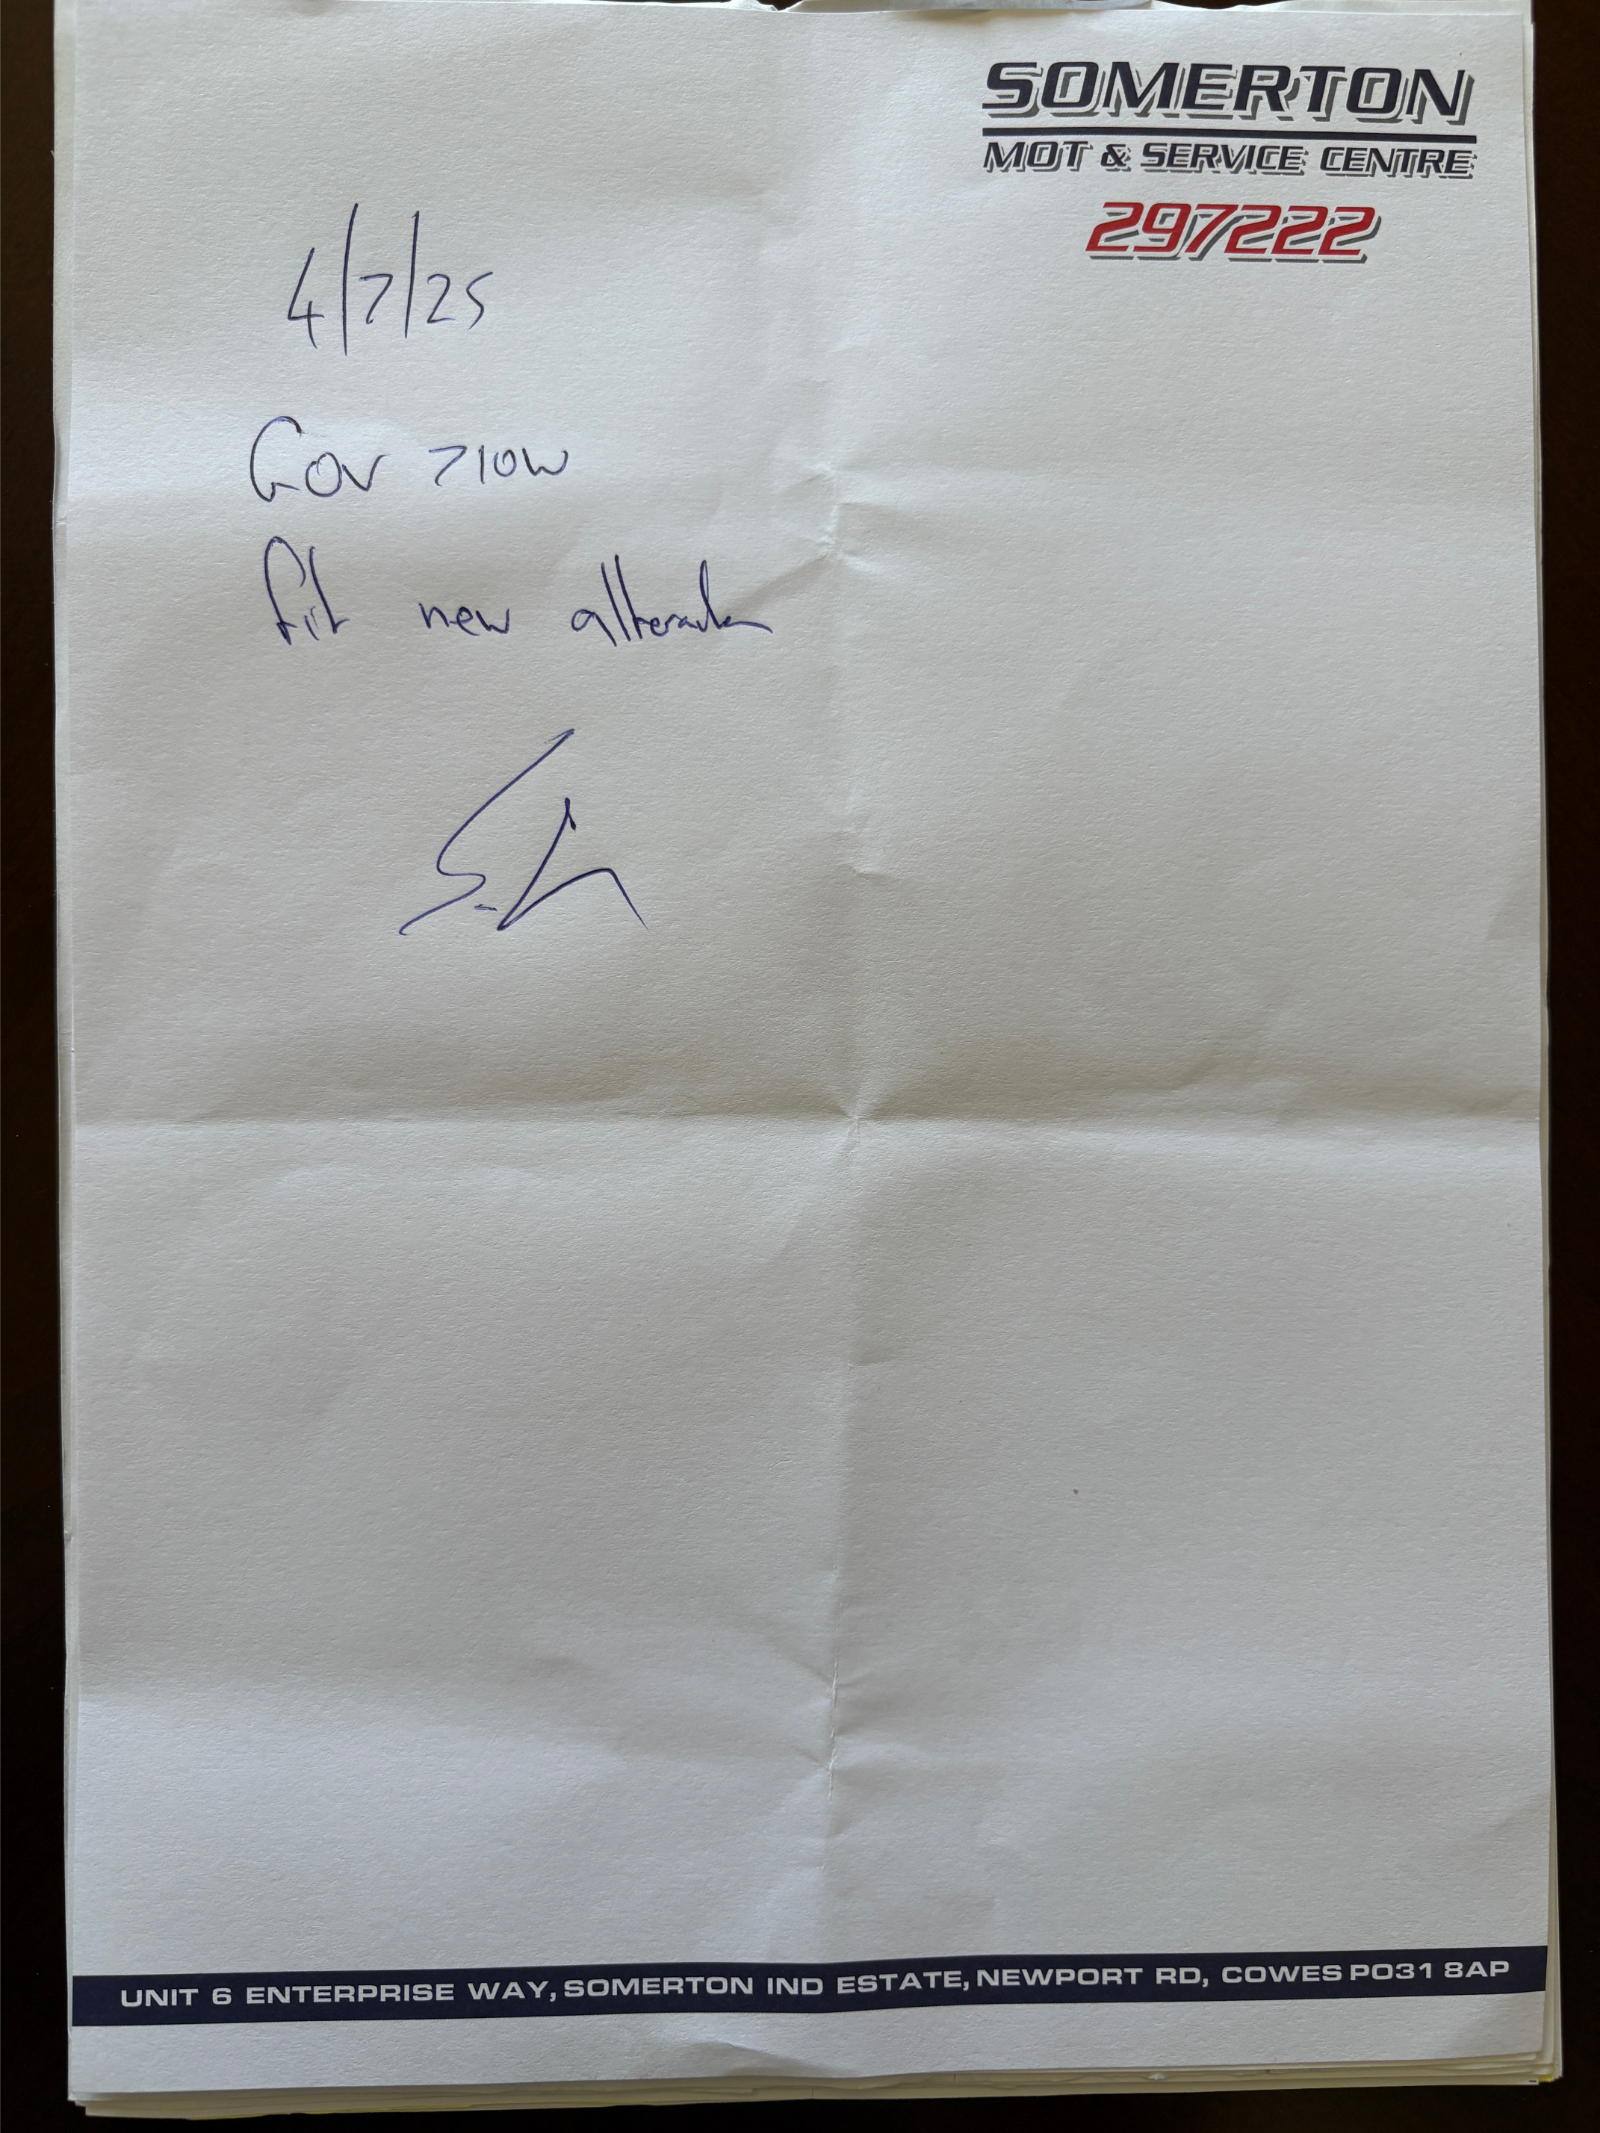 SOMERTON
MOT & SERVICE CENTRE
297222
4/7/25
GOV 710W
fit new
UNIT 6 ENTERPRISE WAY, SOMERTON IND ESTATE, NEWPORT RD, COWES PO31 8AP